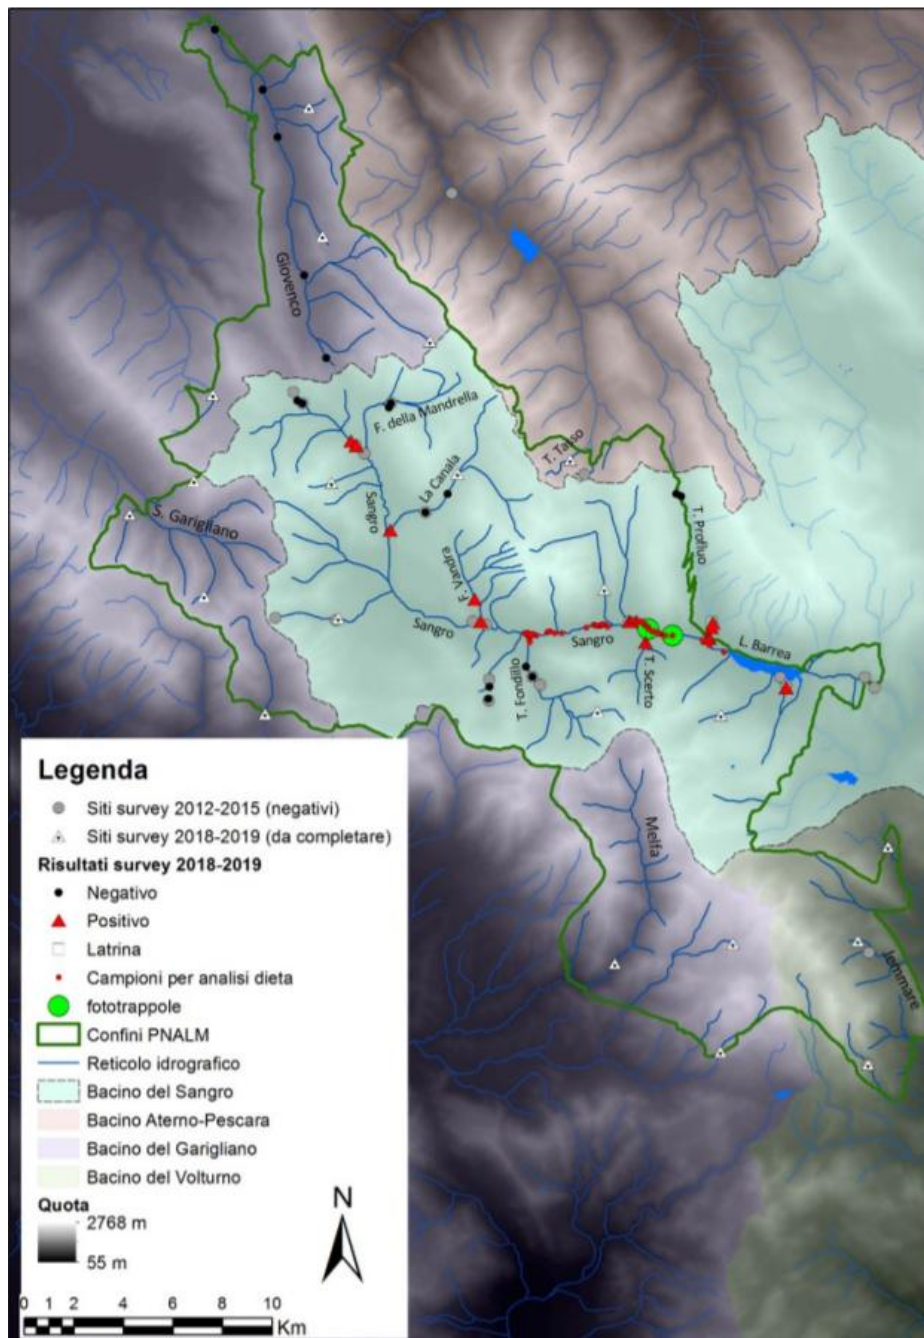 Giovenco
F. della Mandrella
T. Tasso
La Canala
Sangro
T. Profluo
S. Garigliano
F. Vandra
Sangro
Sangro
L. Barrea
T. Scerto
T. Fondillo
Melfa
Jemmare
Legenda
Siti survey 2012-2015 (negativi)
Siti survey 2018-2019 (da completare)
Risultati survey 2018-2019
Negativo
Positivo
Latrina
Campioni per analisi dieta
fototrappole
Confini PNALM
Reticolo idrografico
Bacino del Sangro
Bacino Aterno-Pescara
Bacino del Garigliano
Bacino del Volturno
Quota
2768 m
55 m
N
0 1 2 4 6 8 10
Km